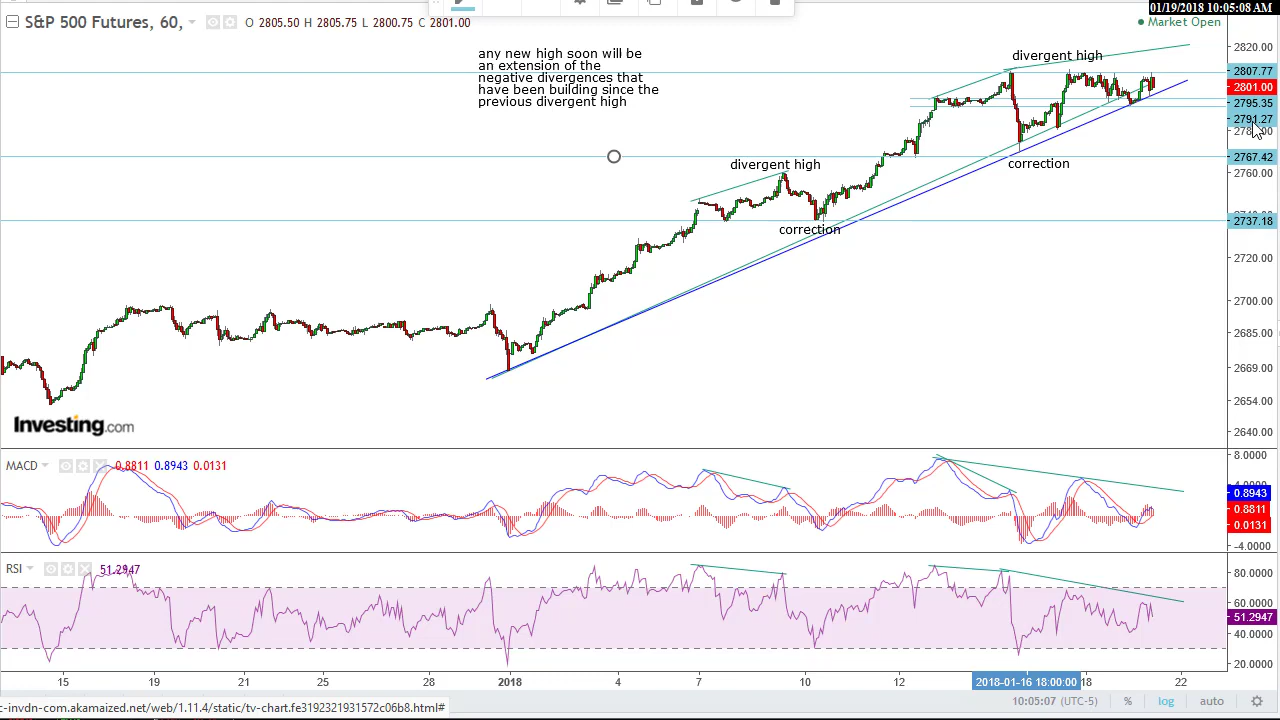 01/19/2018 10:05:08 AM
S&P 500 Futures, 60, O 2805.50 H 2805.75 L 2800.75 C 2801.00
Market Open
any new high soon will be
an extension of the
negative divergences that
have been building since the
previous divergent high
divergent high
correction
divergent high
correction
2820.00
2807.77
2801.00
2795.35
2791.27
2767.42
2760.00
2737.18
2720.00
2700.00
2685.00
2669.00
2654.00
2640.00
Investing.com
MACD 0.8811 0.8943 0.0131
8.0000
0.8943
0.8811
0.0131
-4.0000
RSI 51.2947
80.0000
60.0000
51.2947
40.0000
20.0000
15 19 21 25 28 2018 4 7 10 12 2018-01-16 18:00:00 18 22
10:05:07 (UTC-5) % log auto